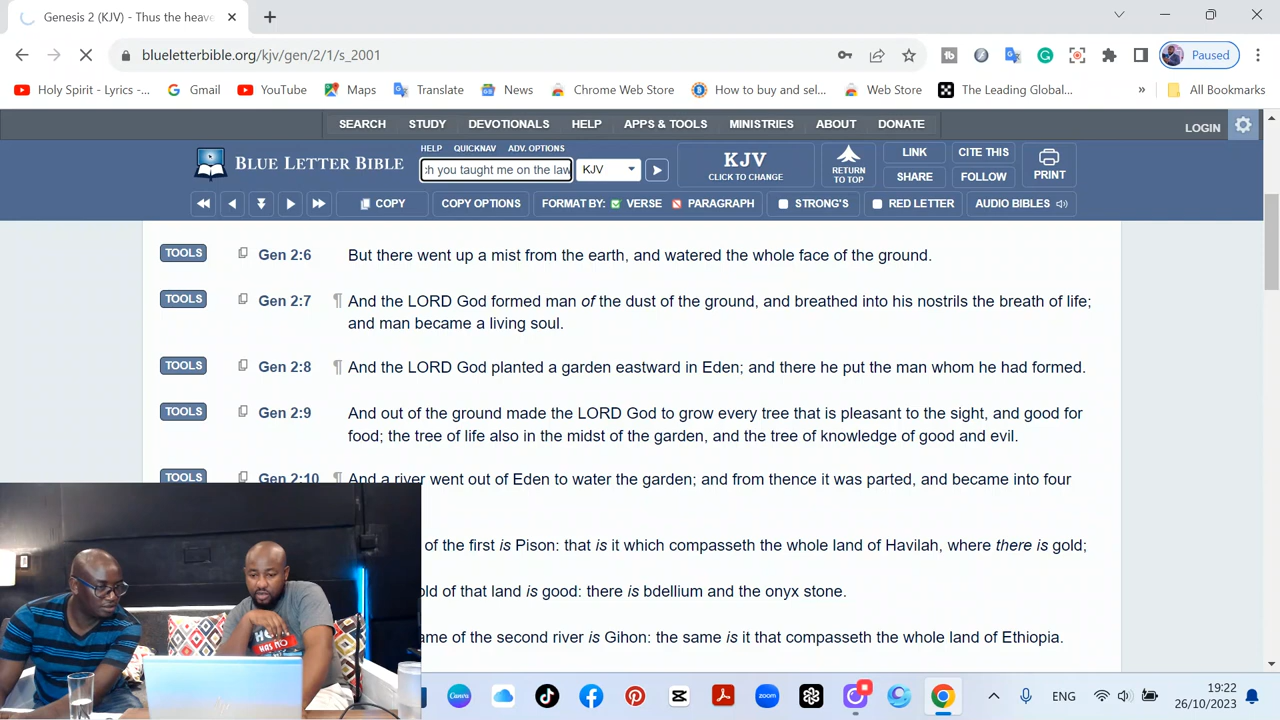 Genesis 2 (KJV) - Thus the heave
blueletterbible.org/kjv/gen/2/1/s_2001
Paused
Holy Spirit - Lyrics -...
Gmail
YouTube
Maps
Translate
News
Chrome Web Store
How to buy and sel...
Web Store
The Leading Global...
»
All Bookmarks
SEARCH STUDY DEVOTIONALS HELP APPS & TOOLS MINISTRIES ABOUT DONATE
LOGIN
HELP QUICKNAV ADV. OPTIONS
BLUE LETTER BIBLE
ch you taught me on the law
KJV
KJV
CLICK TO CHANGE
RETURN
TO TOP
LINK
CITE THIS
SHARE
FOLLOW
PRINT
COPY COPY OPTIONS FORMAT BY: VERSE PARAGRAPH STRONG'S RED LETTER AUDIO BIBLES
TOOLS Gen 2:6 But there went up a mist from the earth, and watered the whole face of the ground.
TOOLS Gen 2:7 ¶ And the LORD God formed man of the dust of the ground, and breathed into his nostrils the breath of life;
and man became a living soul.
TOOLS Gen 2:8 ¶ And the LORD God planted a garden eastward in Eden; and there he put the man whom he had formed.
TOOLS Gen 2:9 And out of the ground made the LORD God to grow every tree that is pleasant to the sight, and good for
food; the tree of life also in the midst of the garden, and the tree of knowledge of good and evil.
TOOLS Gen 2:10 ¶ And a river went out of Eden to water the garden; and from thence it was parted, and became into four
of the first is Pison: that is it which compasseth the whole land of Havilah, where there is gold;
old of that land is good: there is bdellium and the onyx stone.
ame of the second river is Gihon: the same is it that compasseth the whole land of Ethiopia.
zoom
ENG
19:22
26/10/2023